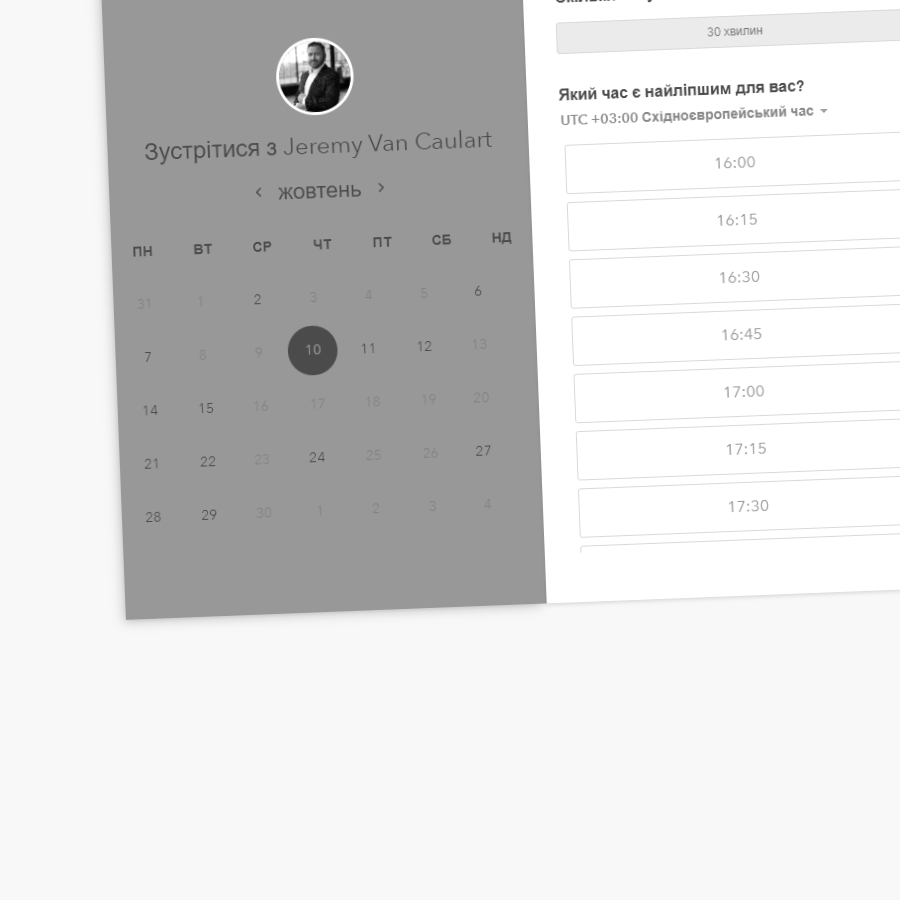 Зустрітися з Jeremy Van Caulart
‹ жовтень ›
ПН ВТ СР ЧТ ПТ СБ НД
31 1 2 3 4 5 6
7 8 9 10 11 12 13
14 15 16 17 18 19 20
21 22 23 24 25 26 27
28 29 30 1 2 3 4
30 хвилин
Який час є найліпшим для вас?
UTC +03:00 Східноєвропейський час
16:00
16:15
16:30
16:45
17:00
17:15
17:30